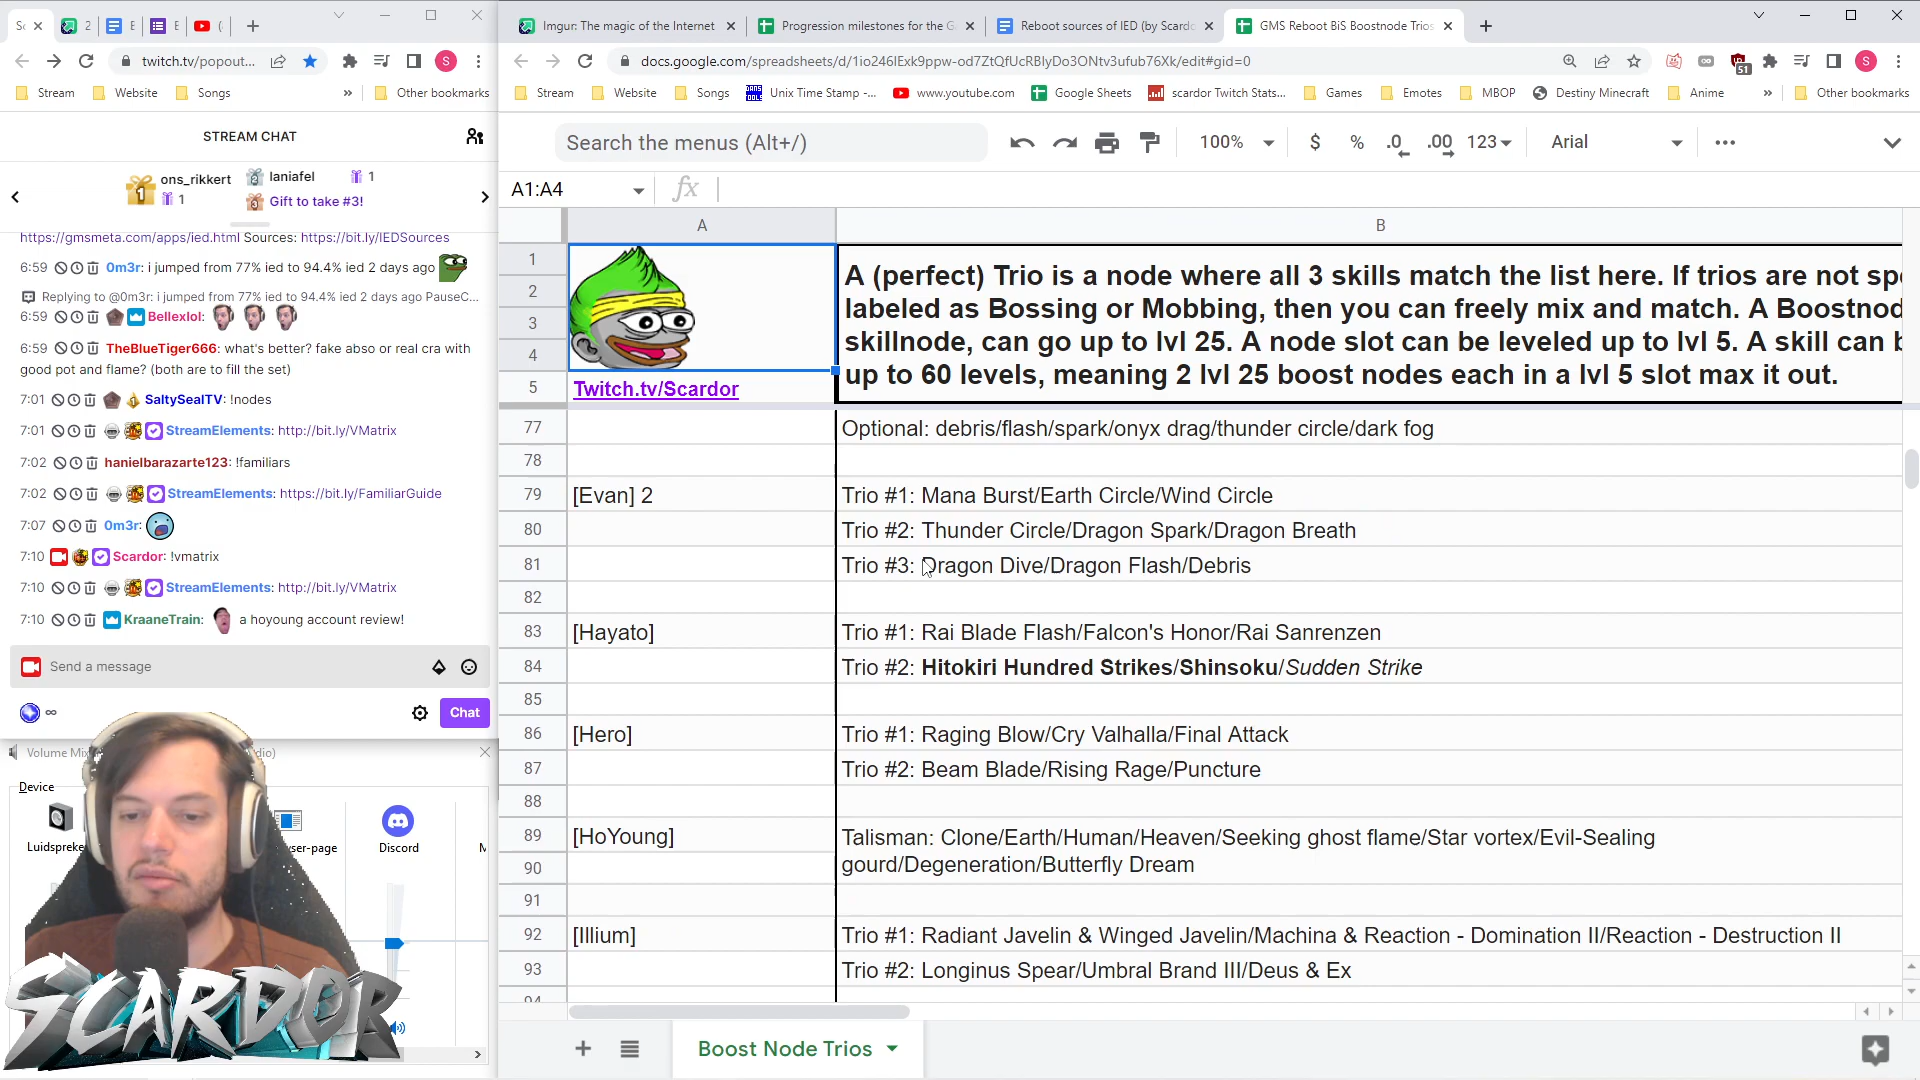 Sc
2
E
E
(
twitch.tv/popout...
S
Stream
Website
Songs
»
Other bookmarks
STREAM CHAT
ons_rikkert
1
laniafel
1
Gift to take #3!
https://gmsmeta.com/apps/ied.html Sources: https://bit.ly/IEDSources
6:59 0m3r: i jumped from 77% ied to 94.4% ied 2 days ago
Replying to @0m3r: i jumped from 77% ied to 94.4% ied 2 days ago PauseC...
6:59 Bellexlol:
6:59 TheBlueTiger666: what's better? fake abso or real cra with
good pot and flame? (both are to fill the set)
7:01 SaltySealTV: !nodes
7:01 StreamElements: http://bit.ly/VMatrix
7:02 hanielbarazarte123: !familiars
7:02 StreamElements: https://bit.ly/FamiliarGuide
7:07 0m3r:
7:10 Scardor: !vmatrix
7:10 StreamElements: http://bit.ly/VMatrix
7:10 KraaneTrain: a hoyoung account review!
Send a message
∞
Chat
Volume Mi
dio)
Device
Luidspreke
ser-page
Discord
SCARDOR
Imgur: The magic of the Internet
Progression milestones for the G
Reboot sources of IED (by Scardo
GMS Reboot BiS Boostnode Trios
docs.google.com/spreadsheets/d/1io246IExk9ppw-od7ZtQfUcRBlyDo3ONtv3ufub76Xk/edit#gid=0
51
S
Stream
Website
Songs
Unix Time Stamp -...
www.youtube.com
Google Sheets
scardor Twitch Stats...
Games
Emotes
MBOP
Destiny Minecraft
Anime
»
Other bookmarks
Search the menus (Alt+/)
100%
$
%
.0
.00
123
Arial
A1:A4
fx
A
B
1
2
3
4
5
Twitch.tv/Scardor
A (perfect) Trio is a node where all 3 skills match the list here. If trios are not sp
labeled as Bossing or Mobbing, then you can freely mix and match. A Boostnod
skillnode, can go up to lvl 25. A node slot can be leveled up to lvl 5. A skill can b
up to 60 levels, meaning 2 lvl 25 boost nodes each in a lvl 5 slot max it out.
77 Optional: debris/flash/spark/onyx drag/thunder circle/dark fog
78
79 [Evan] 2 Trio #1: Mana Burst/Earth Circle/Wind Circle
80 Trio #2: Thunder Circle/Dragon Spark/Dragon Breath
81 Trio #3: Dragon Dive/Dragon Flash/Debris
82
83 [Hayato] Trio #1: Rai Blade Flash/Falcon's Honor/Rai Sanrenzen
84 Trio #2: Hitokiri Hundred Strikes/Shinsoku/Sudden Strike
85
86 [Hero] Trio #1: Raging Blow/Cry Valhalla/Final Attack
87 Trio #2: Beam Blade/Rising Rage/Puncture
88
89 [HoYoung] Talisman: Clone/Earth/Human/Heaven/Seeking ghost flame/Star vortex/Evil-Sealing
90 gourd/Degeneration/Butterfly Dream
91
92 [Illium] Trio #1: Radiant Javelin & Winged Javelin/Machina & Reaction - Domination II/Reaction - Destruction II
93 Trio #2: Longinus Spear/Umbral Brand III/Deus & Ex
94
Boost Node Trios